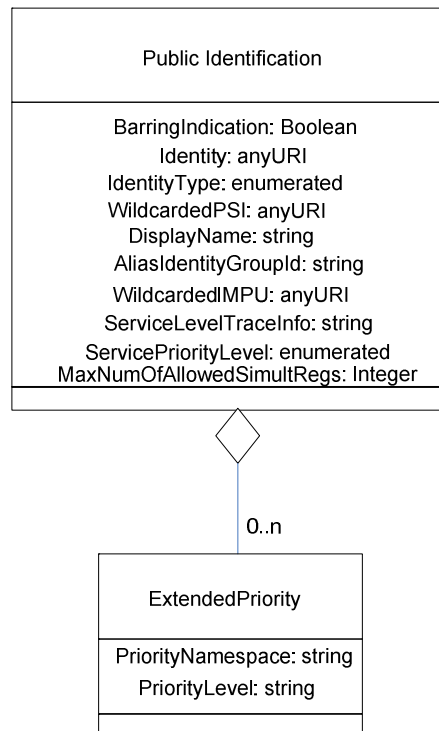 Public Identification
BarringIndication: Boolean
Identity: anyURI
IdentityType: enumerated
WildcardedPSI: anyURI
DisplayName: string
AliasIdentityGroupId: string
WildcardedIMPU: anyURI
ServiceLevelTraceInfo: string
ServicePriorityLevel: enumerated
MaxNumOfAllowedSimultRegs: Integer
0..n
ExtendedPriority
PriorityNamespace: string
PriorityLevel: string